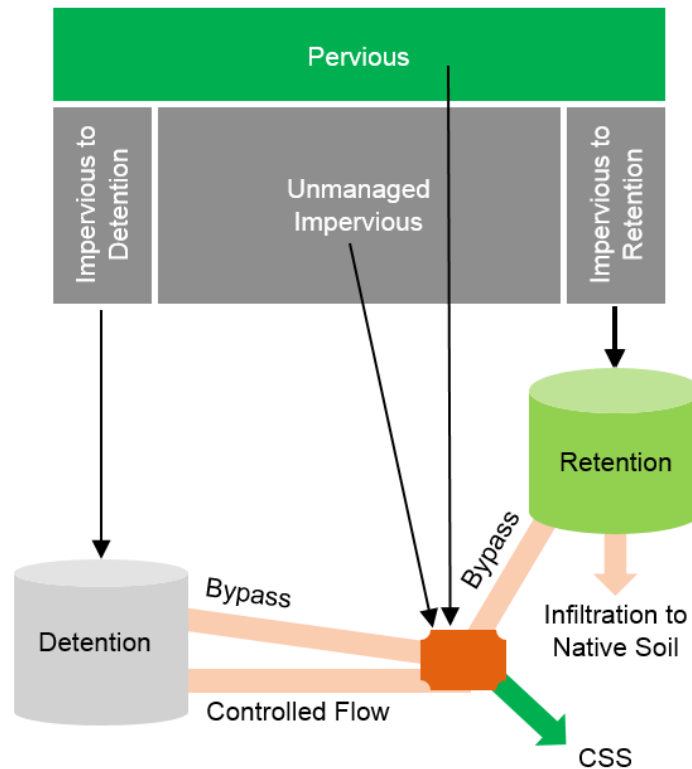 Pervious
Impervious to
Detention
Unmanaged
Impervious
Impervious to
Retention
Retention
Bypass
Bypass
Infiltration to
Native Soil
Detention
Controlled Flow
CSS